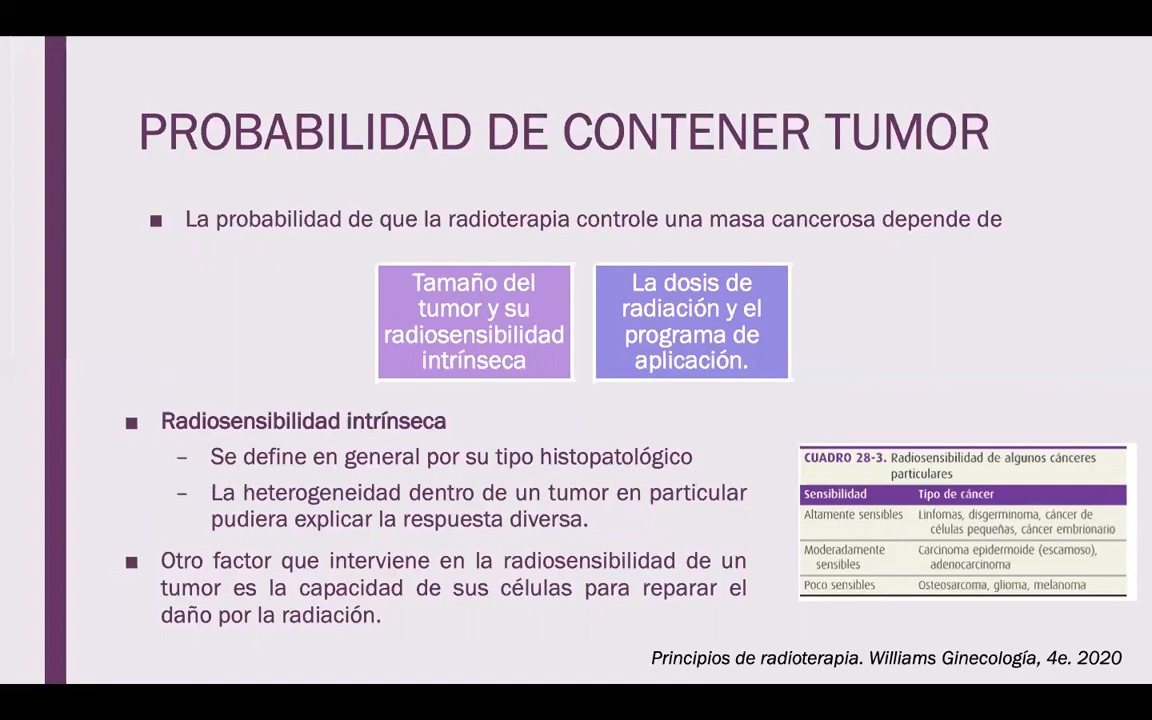 PROBABILIDAD DE CONTENER TUMOR
■ La probabilidad de que la radioterapia controle una masa cancerosa depende de
Tamaño del
tumor y su
radiosensibilidad
intrínseca
La dosis de
radiación y el
programa de
aplicación.
■ Radiosensibilidad intrínseca
– Se define en general por su tipo histopatológico
– La heterogeneidad dentro de un tumor en particular
pudiera explicar la respuesta diversa.
■ Otro factor que interviene en la radiosensibilidad de un
tumor es la capacidad de sus células para reparar el
daño por la radiación.
CUADRO 28-3. Radiosensibilidad de algunos cánceres
particulares
Sensibilidad Tipo de cáncer
Altamente sensibles Linfomas, disgerminoma, cáncer de
células pequeñas, cáncer embrionario
Moderadamente Carcinoma epidermoide (escamoso),
sensibles adenocarcinoma
Poco sensibles Osteosarcoma, glioma, melanoma
Principios de radioterapia. Williams Ginecología, 4e. 2020